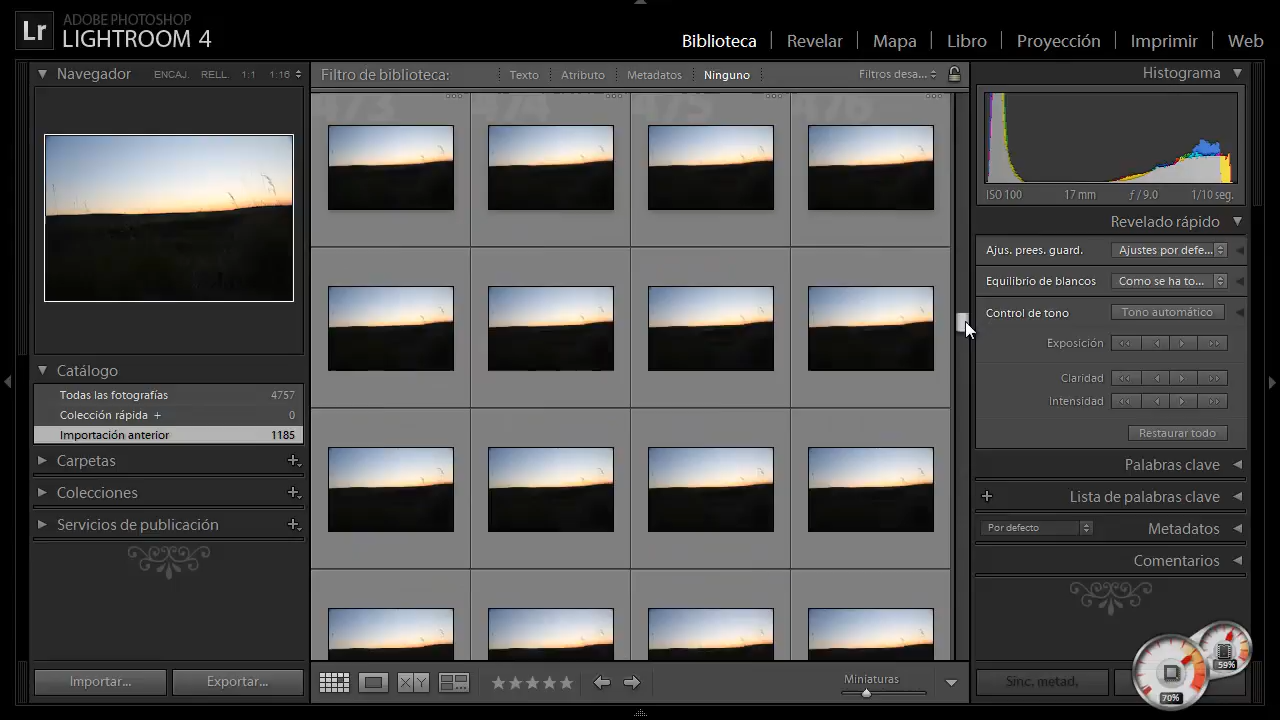 Lr
ADOBE PHOTOSHOP
LIGHTROOM 4
Biblioteca
Revelar
Mapa
Libro
Proyección
Imprimir
Web
Navegador
ENCAJ.
RELL.
1:1
1:16
Filtro de biblioteca:
Texto
Atributo
Metadatos
Ninguno
Filtros desa...
Histograma
473
474
475
476
ISO 100
17 mm
ƒ / 9.0
1/10 seg.
Revelado rápido
Ajus. prees. guard.
Ajustes por defe...
Equilibrio de blancos
Como se ha to...
Control de tono
Tono automático
Exposición
Claridad
Intensidad
Restaurar todo
Catálogo
Todas las fotografías 4757
Colección rápida + 0
Importación anterior 1185
Carpetas
Colecciones
Servicios de publicación
Palabras clave
Lista de palabras clave
Por defecto
Metadatos
Comentarios
Importar...
Exportar...
X Y
Miniaturas
Sinc. metad.
70%
59%